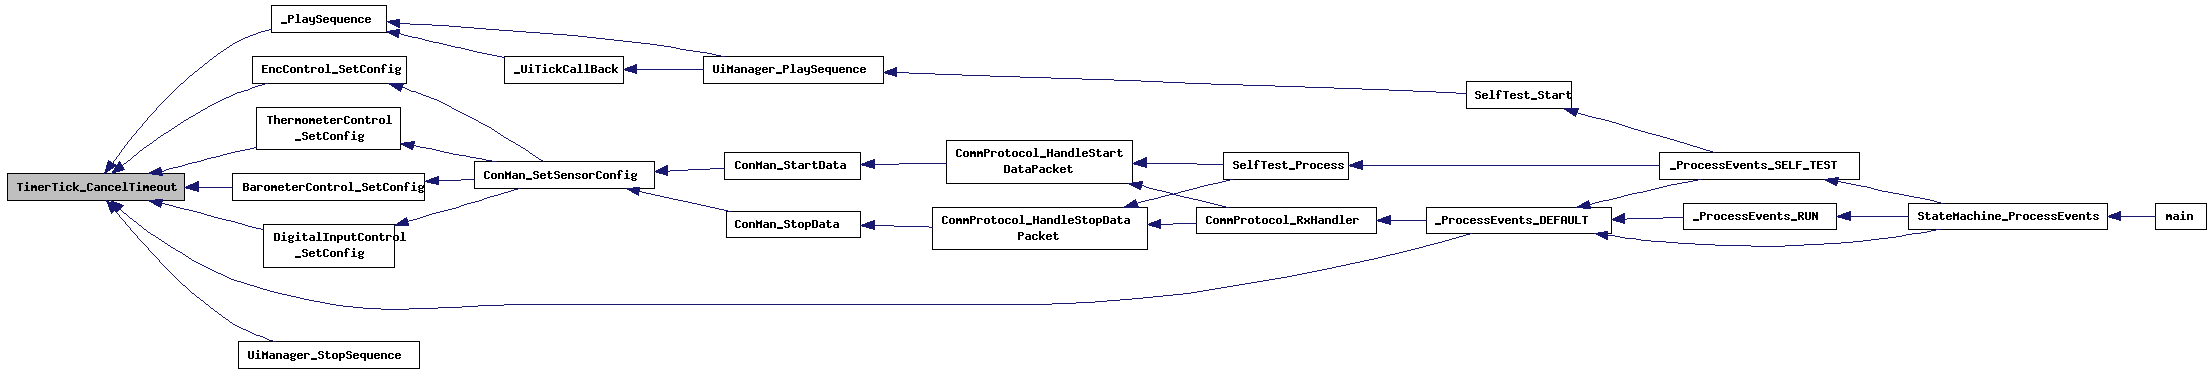 _PlaySequence
EncControl_SetConfig
_UiTickCallBack
UiManager_PlaySequence
SelfTest_Start
ThermometerControl
_SetConfig
TimerTick_CancelTimeout
BarometerControl_SetConfig
ConMan_SetSensorConfig
ConMan_StartData
CommProtocol_HandleStart
DataPacket
SelfTest_Process
_ProcessEvents_SELF_TEST
DigitalInputControl
_SetConfig
ConMan_StopData
CommProtocol_HandleStopData
Packet
CommProtocol_RxHandler
_ProcessEvents_DEFAULT
_ProcessEvents_RUN
StateMachine_ProcessEvents
main
UiManager_StopSequence